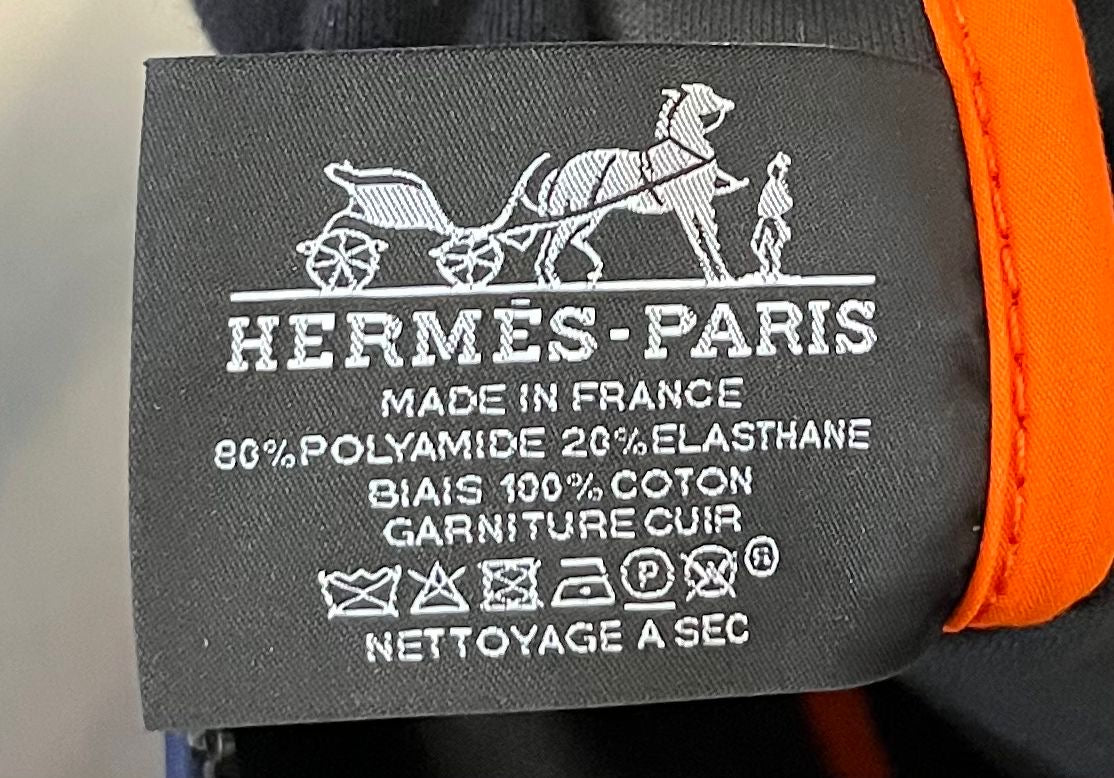 HERMÈS-PARIS
MADE IN FRANCE
80%POLYAMIDE 20%ELASTHANE
BIAIS 100% COTON
GARNITURE CUIR
P W ®
NETTOYAGE A SEC